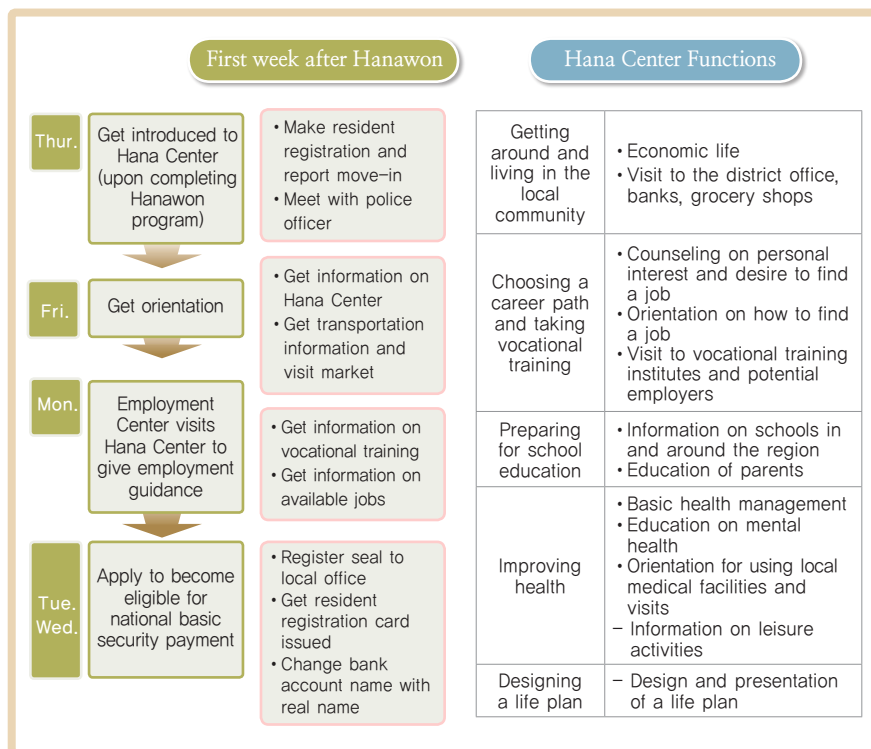 First week after Hanawon
Hana Center Functions
Thur.
Get introduced to
Hana Center
(upon completing
Hanawon
program)
• Make resident
registration and
report move-in
• Meet with police
officer
Fri.
Get orientation
• Get information on
Hana Center
• Get transportation
information and
visit market
Mon.
Employment
Center visits
Hana Center to
give employment
guidance
• Get information on
vocational training
• Get information on
available jobs
Tue.
Wed.
Apply to become
eligible for
national basic
security payment
• Register seal to
local office
• Get resident
registration card
issued
• Change bank
account name with
real name
Getting
around and
living in the
local
community
• Economic life
• Visit to the district office,
banks, grocery shops
Choosing a
career path
and taking
vocational
training
• Counseling on personal
interest and desire to find
a job
• Orientation on how to find
a job
• Visit to vocational training
institutes and potential
employers
Preparing
for school
education
• Information on schools in
and around the region
• Education of parents
Improving
health
• Basic health management
• Education on mental
health
• Orientation for using local
medical facilities and
visits
– Information on leisure
activities
Designing
a life plan
– Design and presentation
of a life plan